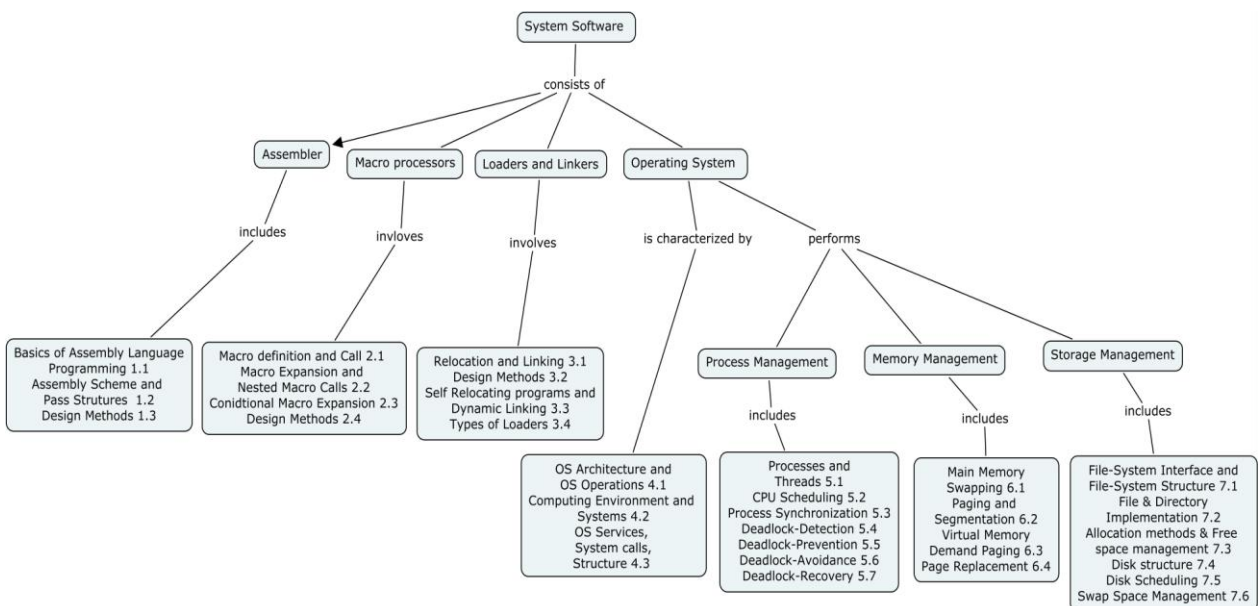 System Software
consists of
Assembler
Macro processors
Loaders and Linkers
Operating System
includes
invloves
involves
is characterized by
performs
Basics of Assembly Language
Programming 1.1
Assembly Scheme and
Pass Strutures 1.2
Design Methods 1.3
Macro definition and Call 2.1
Macro Expansion and
Nested Macro Calls 2.2
Conidtional Macro Expansion 2.3
Design Methods 2.4
Relocation and Linking 3.1
Design Methods 3.2
Self Relocating programs and
Dynamic Linking 3.3
Types of Loaders 3.4
Process Management
Memory Management
Storage Management
includes
includes
includes
OS Architecture and
OS Operations 4.1
Computing Environment and
Systems 4.2
OS Services,
System calls,
Structure 4.3
Processes and
Threads 5.1
CPU Scheduling 5.2
Process Synchronization 5.3
Deadlock-Detection 5.4
Deadlock-Prevention 5.5
Deadlock-Avoidance 5.6
Deadlock-Recovery 5.7
Main Memory
Swapping 6.1
Paging and
Segmentation 6.2
Virtual Memory
Demand Paging 6.3
Page Replacement 6.4
File-System Interface and
File-System Structure 7.1
File & Directory
Implementation 7.2
Allocation methods & Free
space management 7.3
Disk structure 7.4
Disk Scheduling 7.5
Swap Space Management 7.6